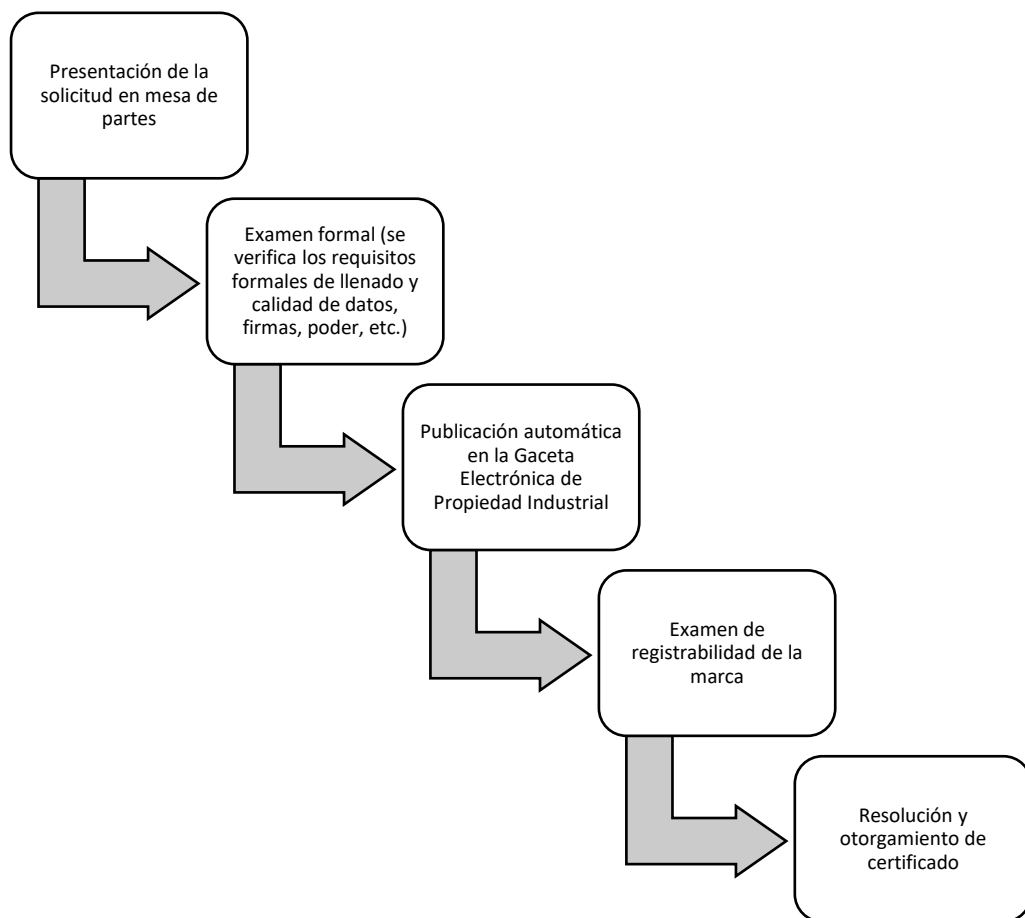 Presentación de la
solicitud en mesa de
partes
Examen formal (se
verifica los requisitos
formales de llenado y
calidad de datos,
firmas, poder, etc.)
Publicación automática
en la Gaceta
Electrónica de
Propiedad Industrial
Examen de
registrabilidad de la
marca
Resolución y
otorgamiento de
certificado